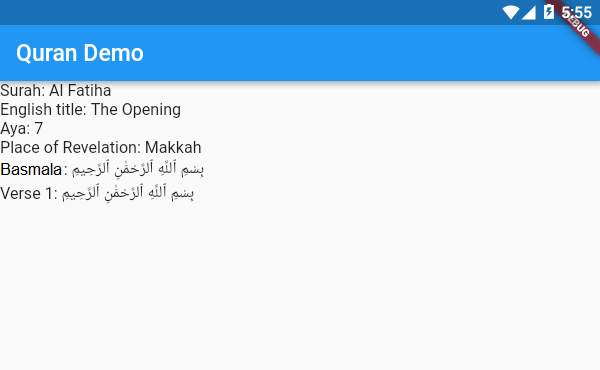 5:55
DEBUG
Quran Demo
Surah: Al Fatiha
English title: The Opening
Aya: 7
Place of Revelation: Makkah
Basmala: بِسْمِ ٱللَّهِ ٱلرَّحْمَٰنِ ٱلرَّحِيمِ
Verse 1: بِسْمِ ٱللَّهِ ٱلرَّحْمَٰنِ ٱلرَّحِيمِ